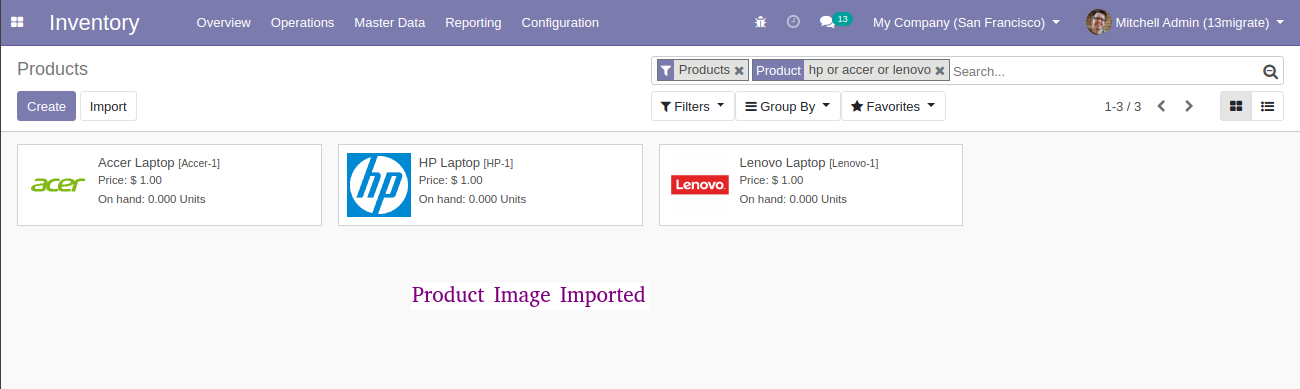 Inventory Overview Operations Master Data Reporting Configuration 13 My Company (San Francisco) Mitchell Admin (13migrate)
Products Products Product hp or accer or lenovo Search...
Create Import Filters Group By Favorites 1-3 / 3
Accer Laptop [Accer-1]
Price: $ 1.00
On hand: 0.000 Units
acer
HP Laptop [HP-1]
Price: $ 1.00
On hand: 0.000 Units
hp
Lenovo Laptop [Lenovo-1]
Price: $ 1.00
On hand: 0.000 Units
Lenovo
Product Image Imported